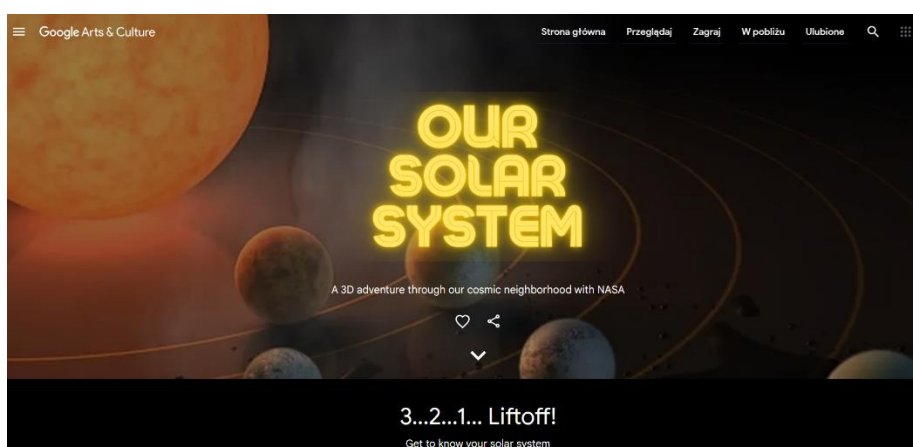 Google Arts & Culture
Strona główna Przeglądaj Zagraj W pobliżu Ulubione
OUR
SOLAR
SYSTEM
A 3D adventure through our cosmic neighborhood with NASA
3...2...1... Liftoff!
Get to know your solar system